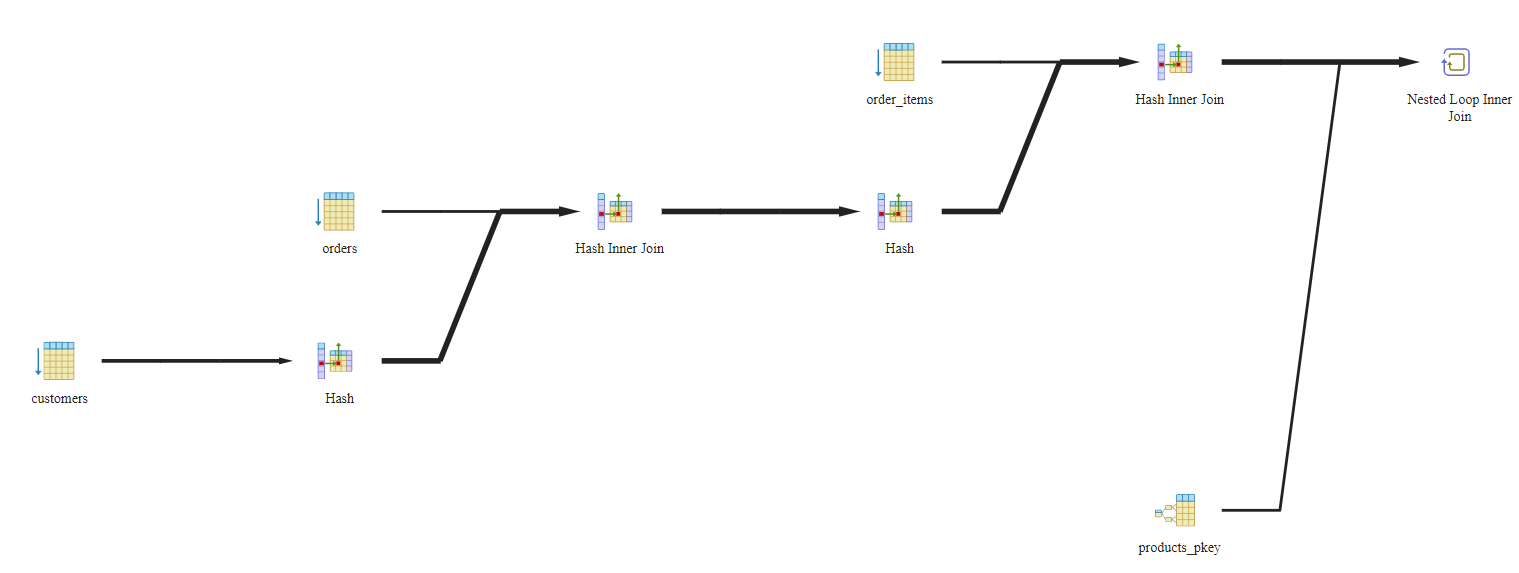 order_items
Hash Inner Join
Nested Loop Inner
Join
orders
Hash Inner Join
Hash
customers
Hash
products_pkey